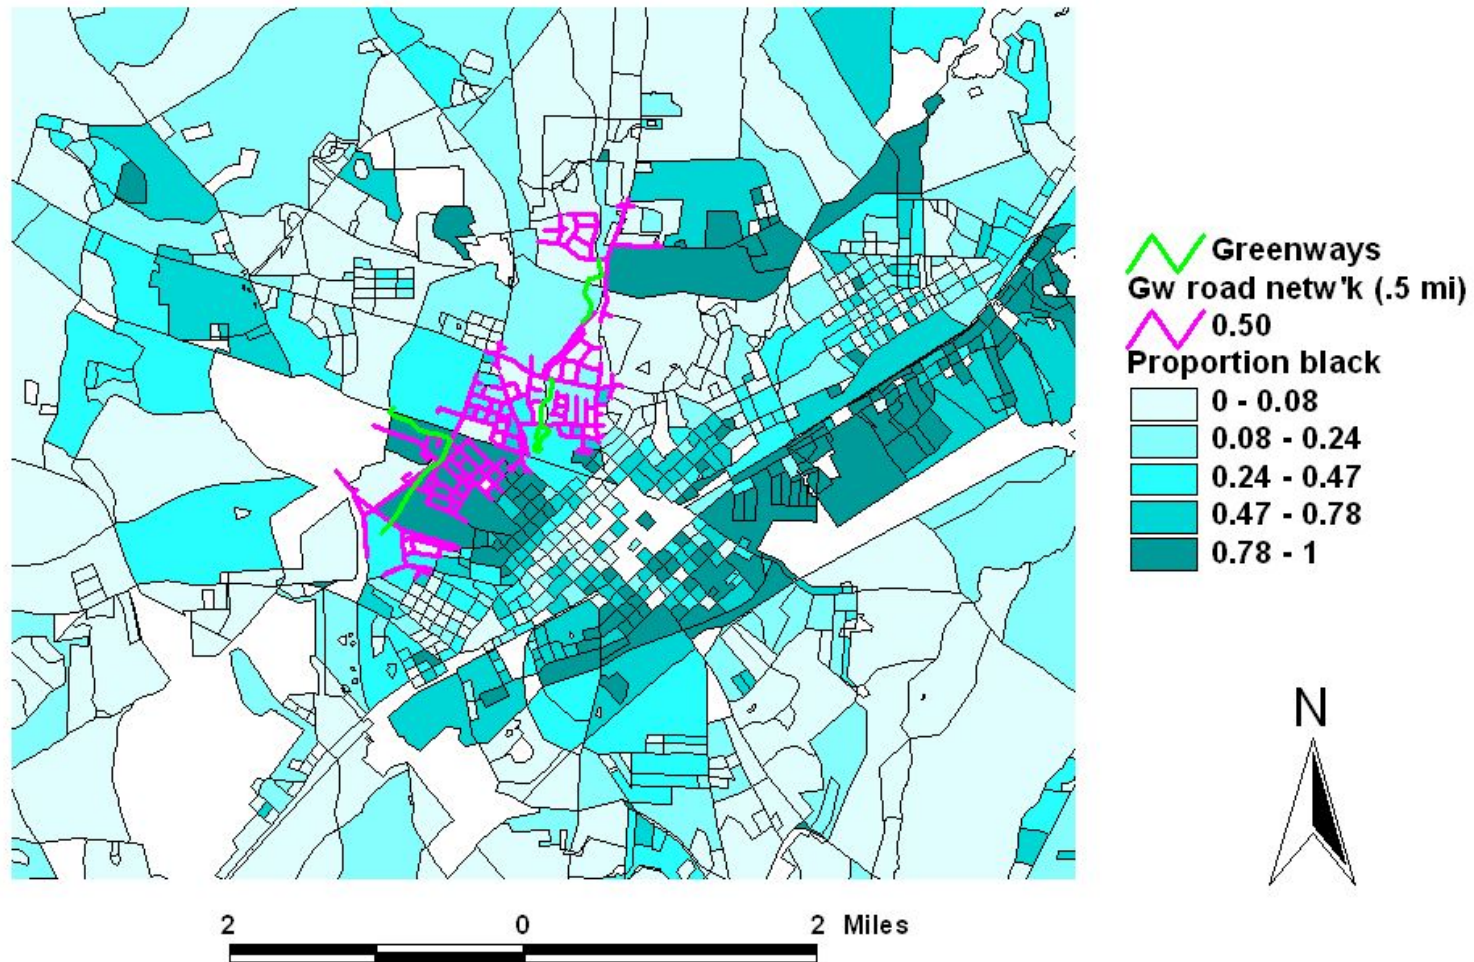 Greenways
Gw road netw'k (.5 mi)
0.50
Proportion black
0 - 0.08
0.08 - 0.24
0.24 - 0.47
0.47 - 0.78
0.78 - 1
N
2 0 2 Miles